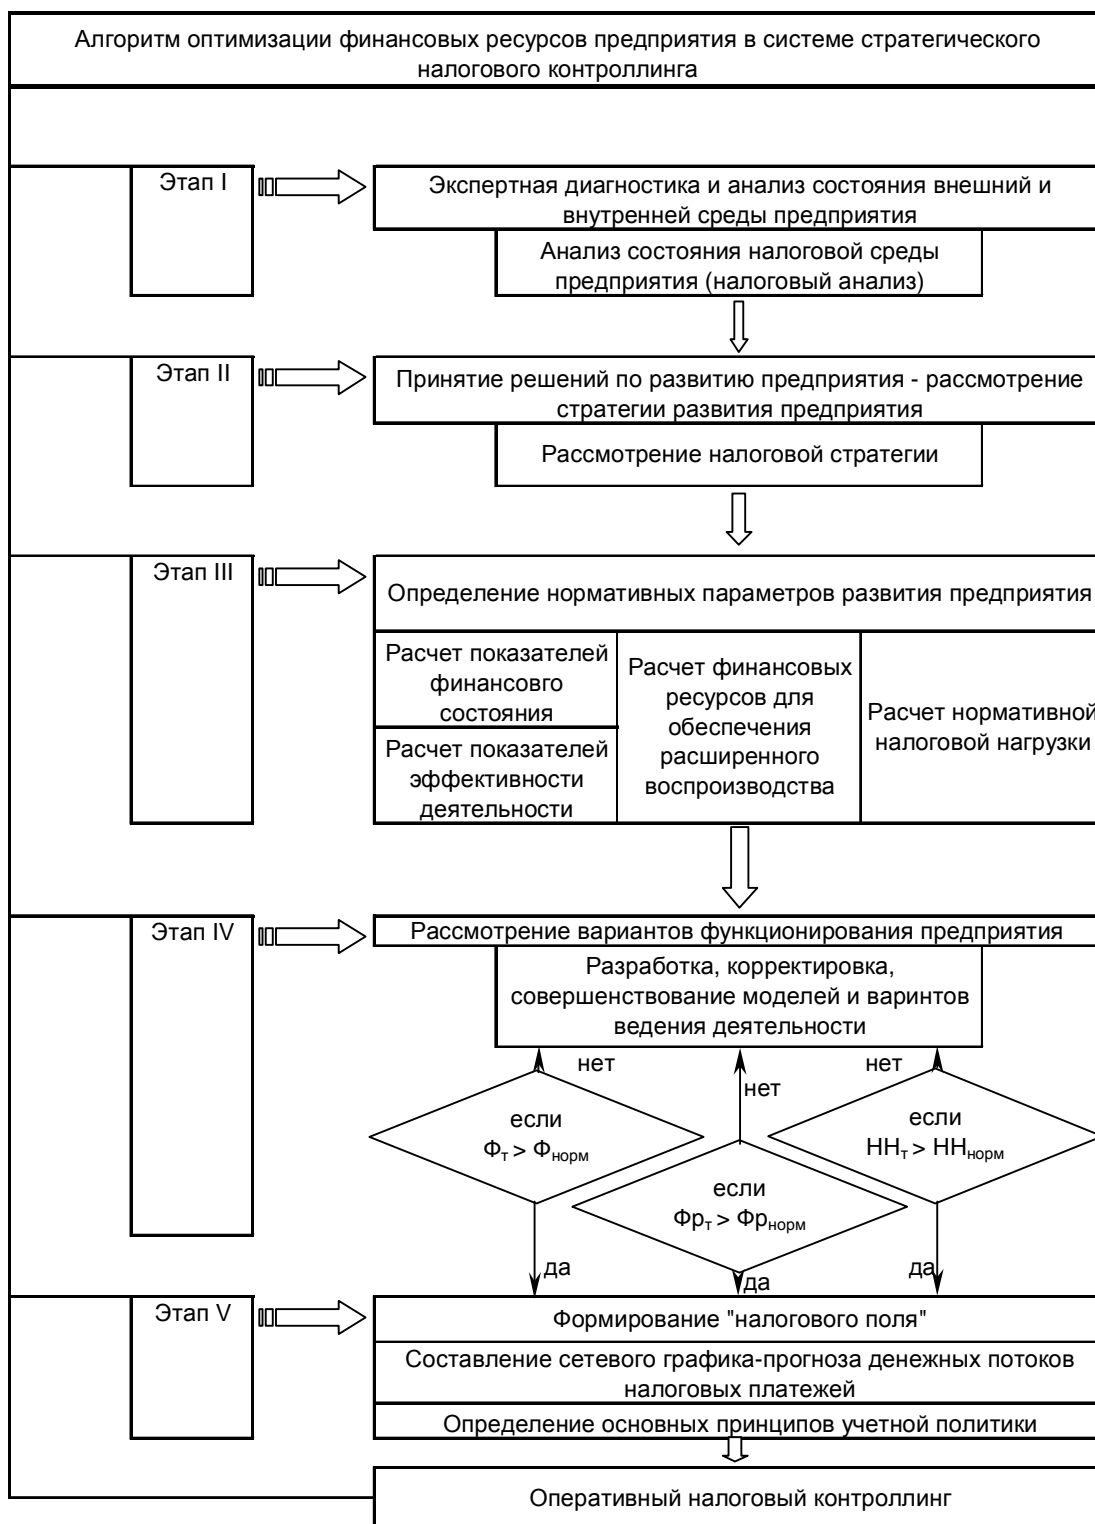 Алгоритм оптимизации финансовых ресурсов предприятия в системе стратегического
налогового контроллинга
Этап I
Экспертная диагностика и анализ состояния внешний и
внутренней среды предприятия
Анализ состояния налоговой среды
предприятия (налоговый анализ)
Этап II
Принятие решений по развитию предприятия - рассмотрение
стратегии развития предприятия
Рассмотрение налоговой стратегии
Этап III
Определение нормативных параметров развития предприятия
Расчет показателей
финансовго
состояния
Расчет показателей
эффективности
деятельности
Расчет финансовых
ресурсов для
обеспечения
расширенного
воспроизводства
Расчет нормативной
налоговой нагрузки
Этап IV
Рассмотрение вариантов функционирования предприятия
Разработка, корректировка,
совершенствование моделей и варинтов
ведения деятельности
нет
нет
нет
если
Фт > Фнорм
если
Фрт > Фрнорм
если
ННт > ННнорм
да
да
да
Этап V
Формирование "налогового поля"
Составление сетевого графика-прогноза денежных потоков
налоговых платежей
Определение основных принципов учетной политики
Оперативный налоговый контроллинг